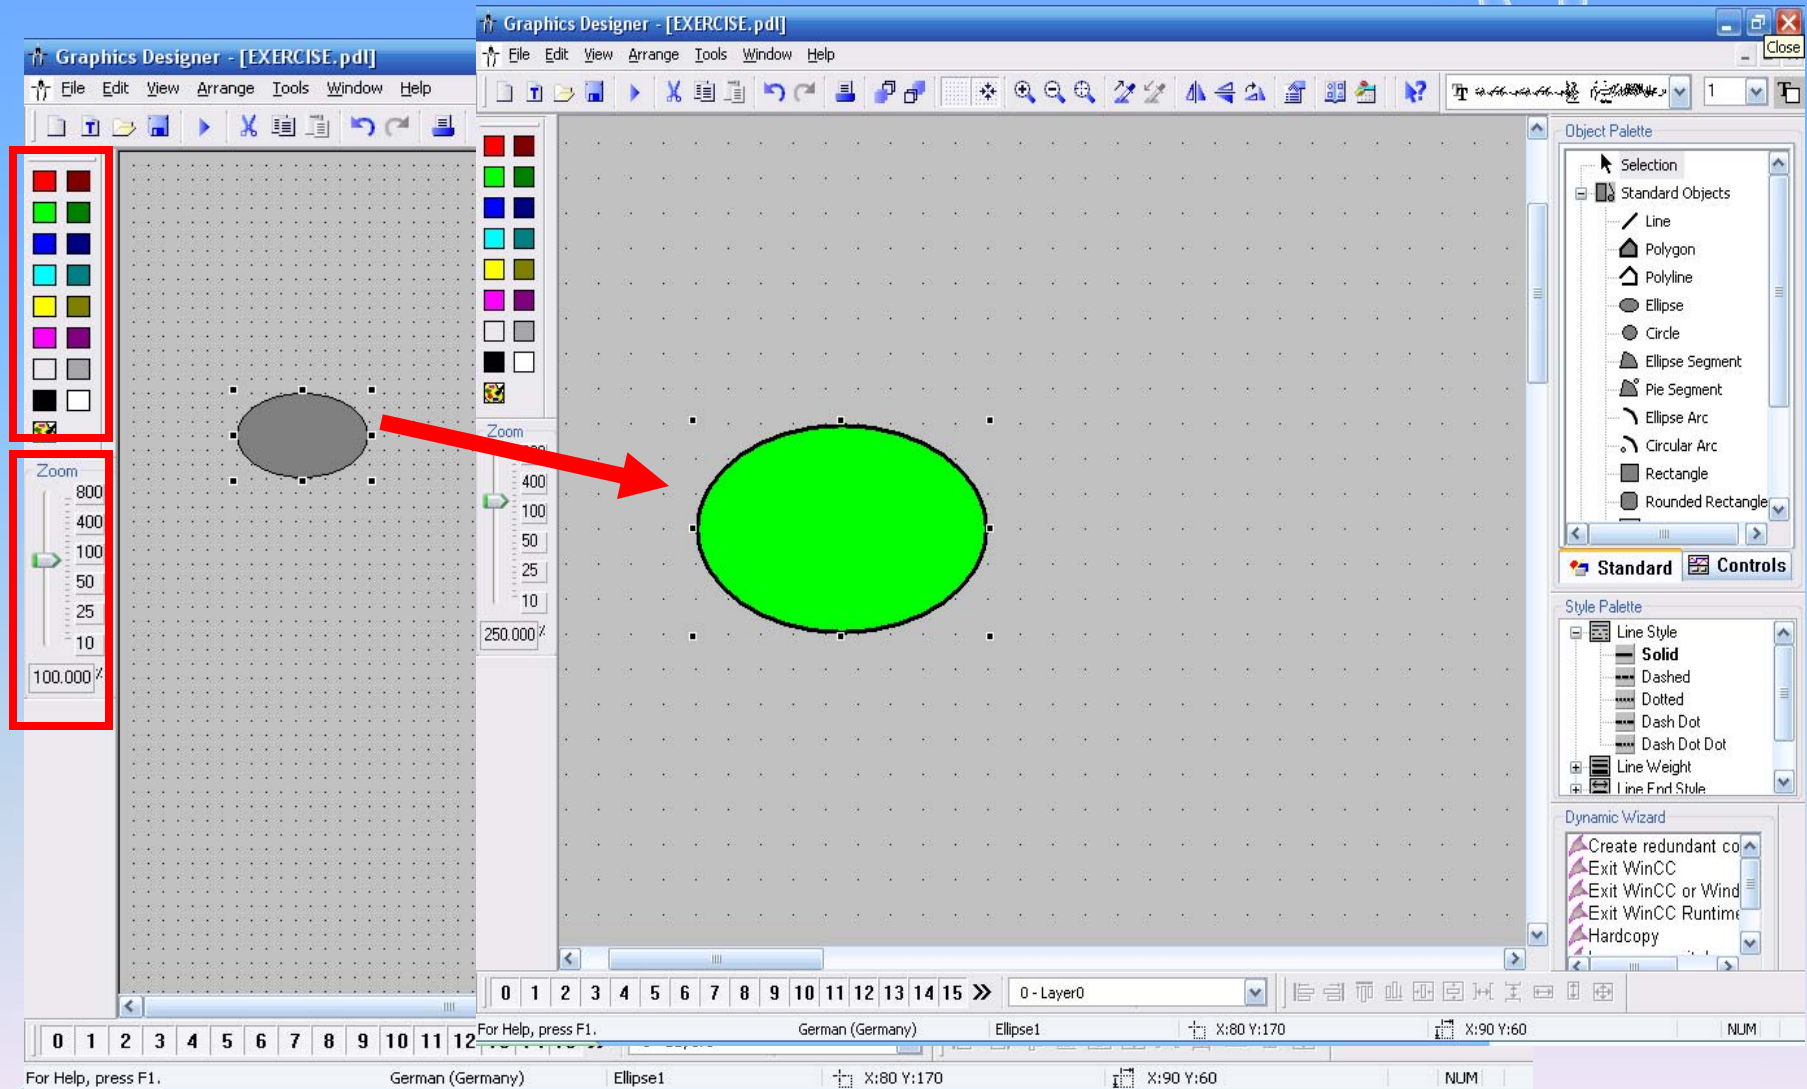 Graphics Designer - [EXERCISE.pdl]
File Edit View Arrange Tools Window Help
Zoom
800
400
100
50
25
10
100.000 %
0 1 2 3 4 5 6 7 8 9 10 11 12
For Help, press F1. German (Germany) Ellipse1 X:80 Y:170 X:90 Y:60 NUM
Graphics Designer - [EXERCISE.pdl]
Close
File Edit View Arrange Tools Window Help
1
Zoom
400
100
50
25
10
250.000 %
Object Palette
Selection
Standard Objects
Line
Polygon
Polyline
Ellipse
Circle
Ellipse Segment
Pie Segment
Ellipse Arc
Circular Arc
Rectangle
Rounded Rectangle
Standard Controls
Style Palette
Line Style
Solid
Dashed
Dotted
Dash Dot
Dash Dot Dot
Line Weight
Line End Style
Dynamic Wizard
Create redundant co
Exit WinCC
Exit WinCC or Wind
Exit WinCC Runtime
Hardcopy
0 1 2 3 4 5 6 7 8 9 10 11 12 13 14 15 0 - Layer0
For Help, press F1. German (Germany) Ellipse1 X:80 Y:170 X:90 Y:60 NUM